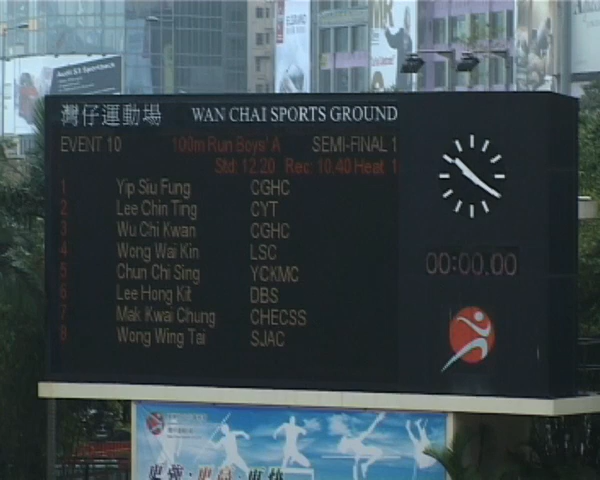 灣仔運動場 WAN CHAI SPORTS GROUND
EVENT 10 100m Run Boys' A SEMI-FINAL 1
Std: 12.20 Rec: 10.40 Heat 1
1 Yip Siu Fung CGHC
2 Lee Chin Ting CYT
3 Wu Chi Kwan CGHC
4 Wong Wai Kin LSC
5 Chun Chi Sing YCKMC
6 Lee Hong Kit DBS
7 Mak Kwai Chung CHECSS
8 Wong Wing Tai SJAC
00:00.00